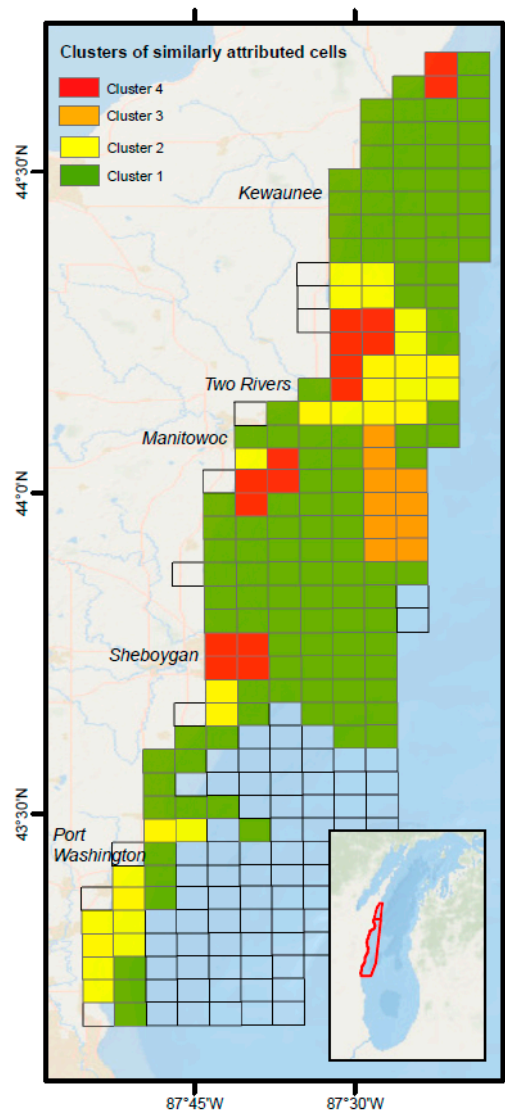 Clusters of similarly attributed cells
Cluster 4
Cluster 3
Cluster 2
Cluster 1
44°30'N
Kewaunee
Two Rivers
Manitowoc
44°0'N
Sheboygan
43°30'N
Port
Washington
87°45'W
87°30'W